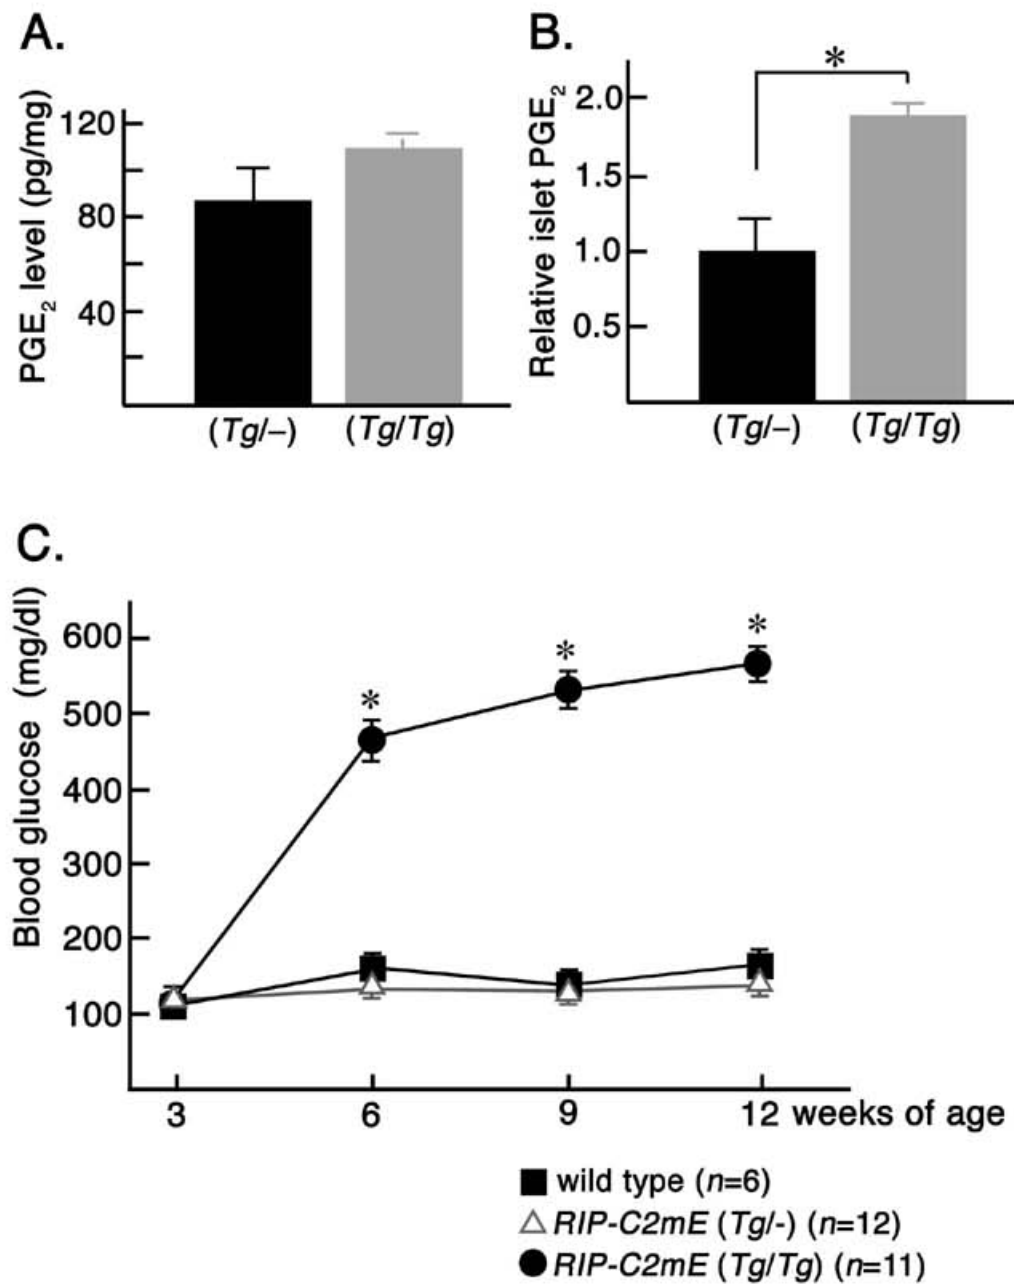 A.
PGE₂ level (pg/mg)
120
80
40
(Tg/–)
(Tg/Tg)
B.
*
Relative islet PGE₂
2.0
1.5
1.0
0.5
(Tg/–)
(Tg/Tg)
C.
Blood glucose (mg/dl)
600
500
400
300
200
100
*
*
*
3 6 9 12 weeks of age
wild type (n=6)
RIP-C2mE (Tg/-) (n=12)
RIP-C2mE (Tg/Tg) (n=11)